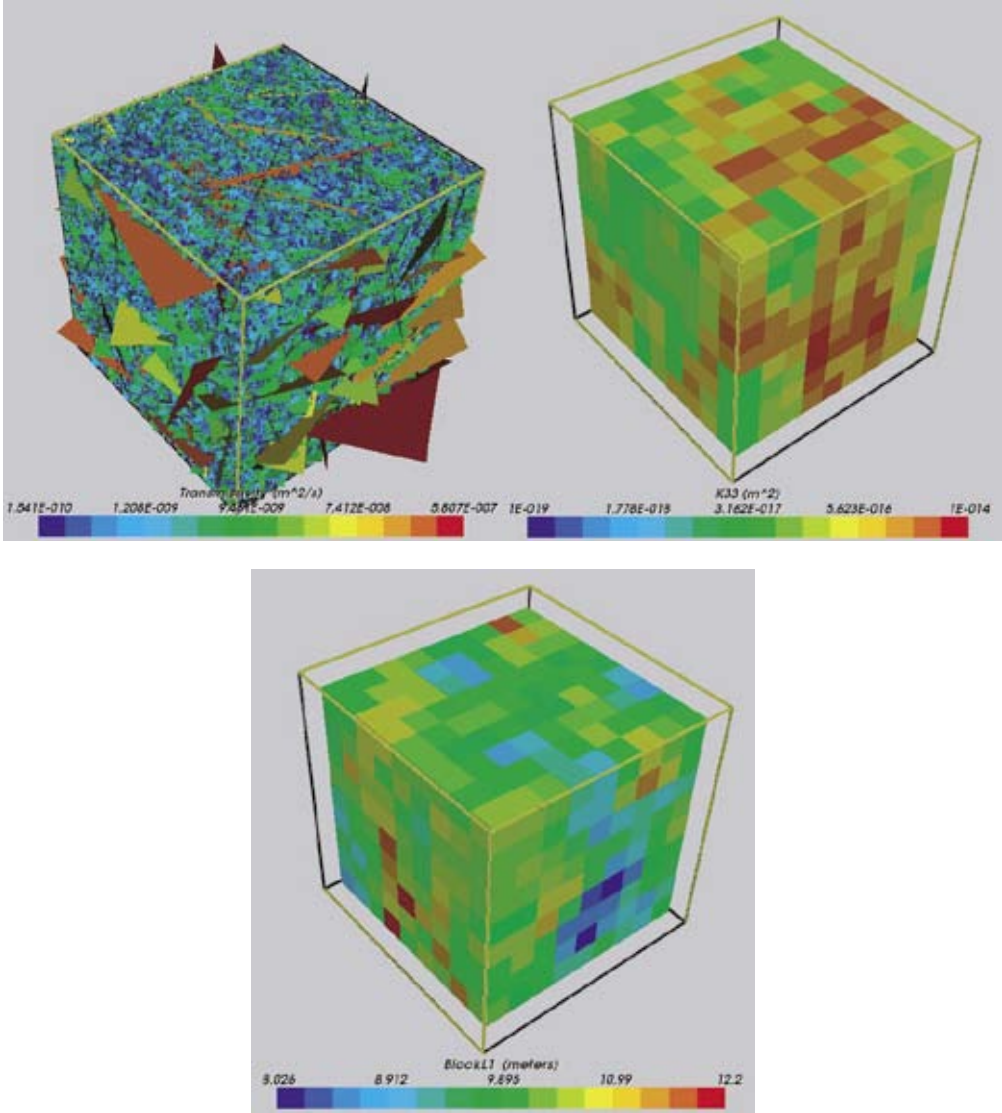 (m^2/s)
1.541E-010 1.208E-009 7.412E-008 5.807E-007
K33 (m^2)
1E-019 1.778E-018 3.162E-017 5.623E-016 1E-014
BlockL1 (meters)
8.026 8.912 9.895 10.99 12.2